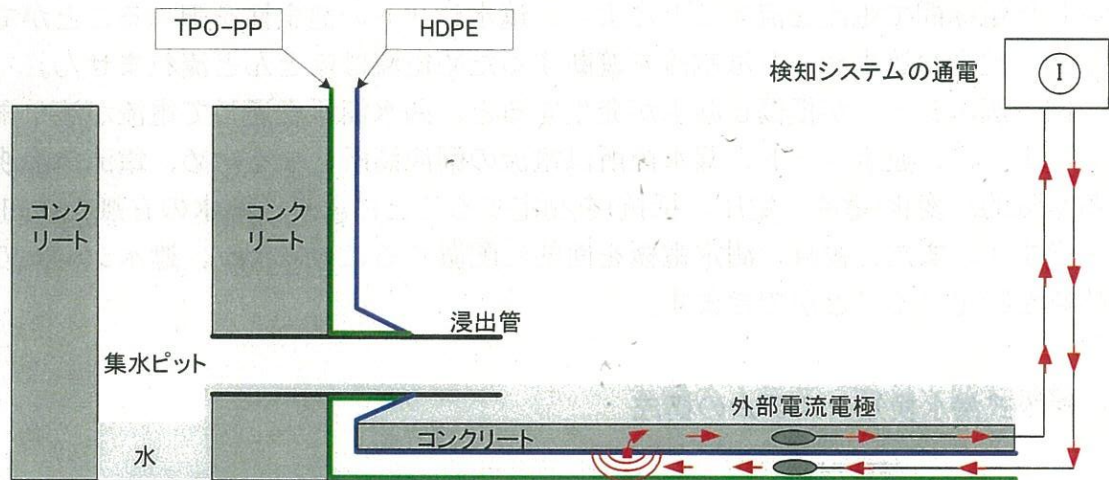 TPO-PP
HDPE
検知システムの通電
I
コンク
リート
コンク
リート
浸出管
集水ピット
外部電流電極
コンクリート
水